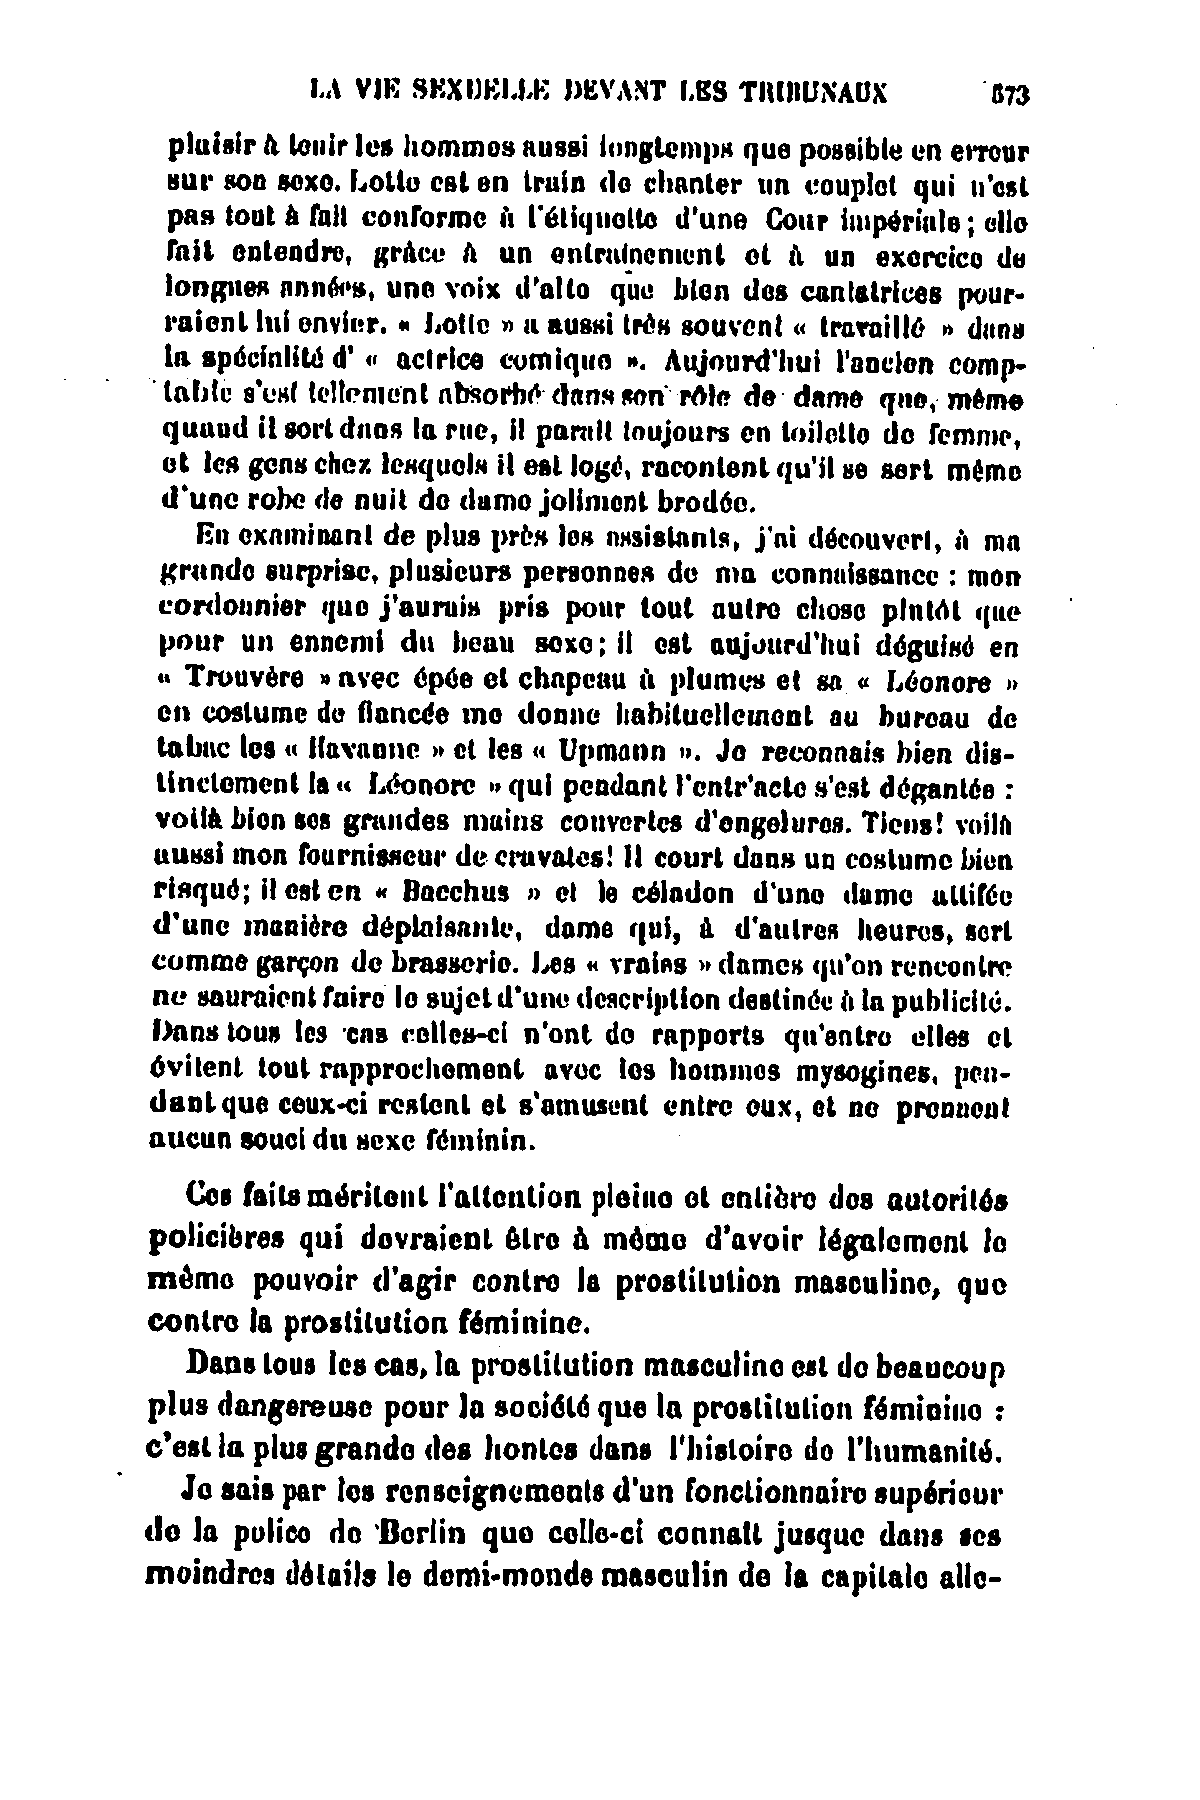 LA VIE SEXUELLE DEVANT LES TRIBUNAUX 573
plaisir à tenir les hommes aussi longtemps que possible en erreur
sur son sexe. Lotte est en train de chanter un couplet qui n'est
pas tout à fait conforme à l'étiquette d'une Cour impériale ; elle
fait entendre, grâce à un entraînement et à un exercice de
longues années, une voix d'alto que bien des cantatrices pour-
raient lui envier. « Lotte » a aussi très souvent « travaillé » dans
la spécialité d' « actrice comique ». Aujourd'hui l'ancien comp-
table s'est tellement absorbé dans son rôle de dame que, même
quand il sort dans la rue, il paraît toujours en toilette de femme,
et les gens chez lesquels il est logé, racontent qu'il se sert même
d'une robe de nuit de dame joliment brodée.
En examinant de plus près les assistants, j'ai découvert, à ma
grande surprise, plusieurs personnes de ma connaissance : mon
cordonnier que j'aurais pris pour tout autre chose plutôt que
pour un ennemi du beau sexe ; il est aujourd'hui déguisé en
« Trouvère » avec épée et chapeau à plumes et sa « Léonore »
en costume de fiancée me donne habituellement au bureau de
tabac les « Havanne » et les « Upmann ». Je reconnais bien dis-
tinctement la « Léonore » qui pendant l'entr'acte s'est dégantée :
voilà bien ses grandes mains couvertes d'engelures. Tiens! voilà
aussi mon fournisseur de cravates! Il court dans un costume bien
risqué; il est en « Bacchus » et le céladon d'une dame attifée
d'une manière déplaisante, dame qui, à d'autres heures, sert
comme garçon de brasserie. Les « vraies » dames qu'on rencontre
ne sauraient faire le sujet d'une description destinée à la publicité.
Dans tous les cas celles-ci n'ont de rapports qu'entre elles et
évitent tout rapprochement avec les hommes mysogines, pen-
dant que ceux-ci restent et s'amusent entre eux, et ne prennent
aucun souci du sexe féminin.
Ces faits méritent l'attention pleine et entière des autorités
policières qui devraient être à même d'avoir légalement le
même pouvoir d'agir contre la prostitution masculine, que
contre la prostitution féminine.
Dans tous les cas, la prostitution masculine est de beaucoup
plus dangereuse pour la société que la prostitution féminine :
c'est la plus grande des hontes dans l'histoire de l'humanité.
Je sais par les renseignements d'un fonctionnaire supérieur
de la police de Berlin que celle-ci connaît jusque dans ses
moindres détails le demi-monde masculin de la capitale alle-